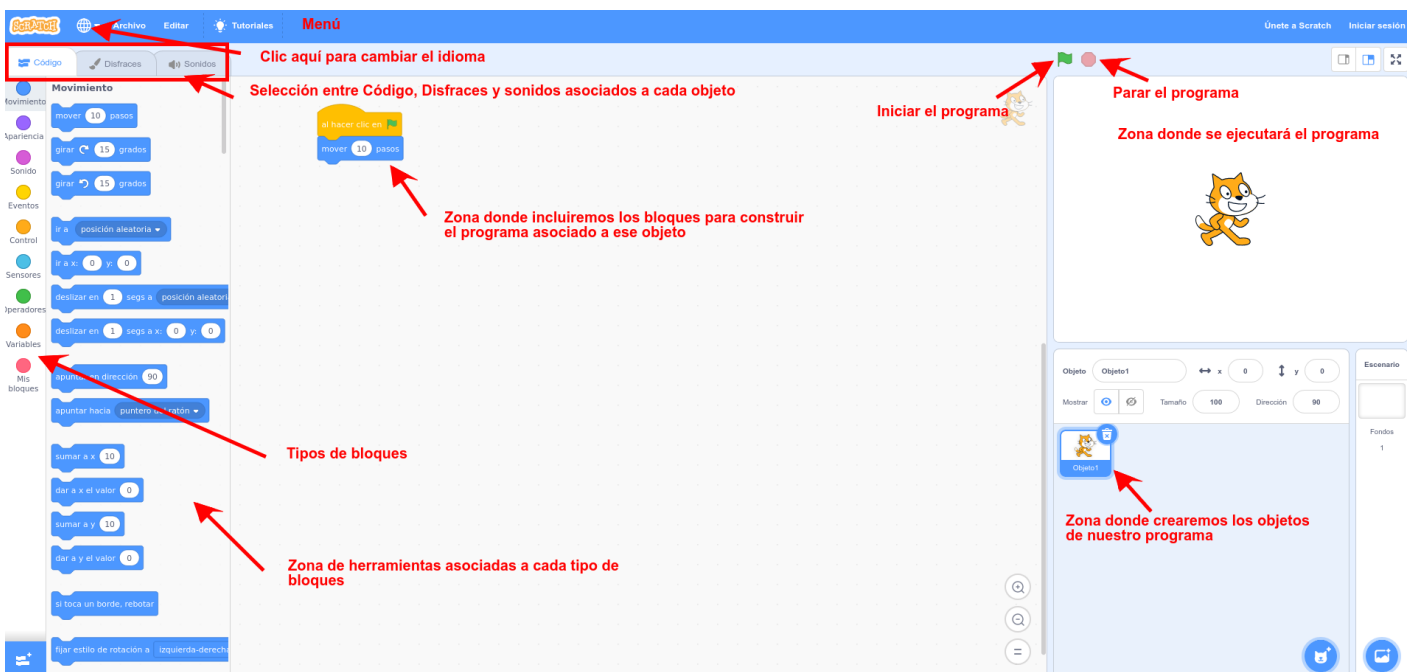 SCRATCH
Archivo
Editar
Tutoriales
Menú
Únete a Scratch
Iniciar sesión
Código
Disfraces
Sonidos
Clic aquí para cambiar el idioma
Selección entre Código, Disfraces y sonidos asociados a cada objeto
Iniciar el programa
Parar el programa
Zona donde se ejecutará el programa
Movimiento
Apariencia
Sonido
Eventos
Control
Sensores
Operadores
Variables
Mis
bloques
Movimiento
mover 10 pasos
girar 15 grados
girar 15 grados
ir a posición aleatoria
ir a x: 0 y: 0
deslizar en 1 segs a posición aleatori
deslizar en 1 segs a x: 0 y: 0
apuntar en dirección 90
apuntar hacia puntero del ratón
sumar a x 10
dar a x el valor 0
sumar a y 10
dar a y el valor 0
si toca un borde, rebotar
fijar estilo de rotación a izquierda-derecha
al hacer clic en
mover 10 pasos
Zona donde incluiremos los bloques para construir
el programa asociado a ese objeto
Tipos de bloques
Zona de herramientas asociadas a cada tipo de
bloques
Objeto
Objeto1
x 0
y 0
Mostrar
Tamaño
100
Dirección
90
Objeto1
Zona donde crearemos los objetos
de nuestro programa
Escenario
Fondos
1